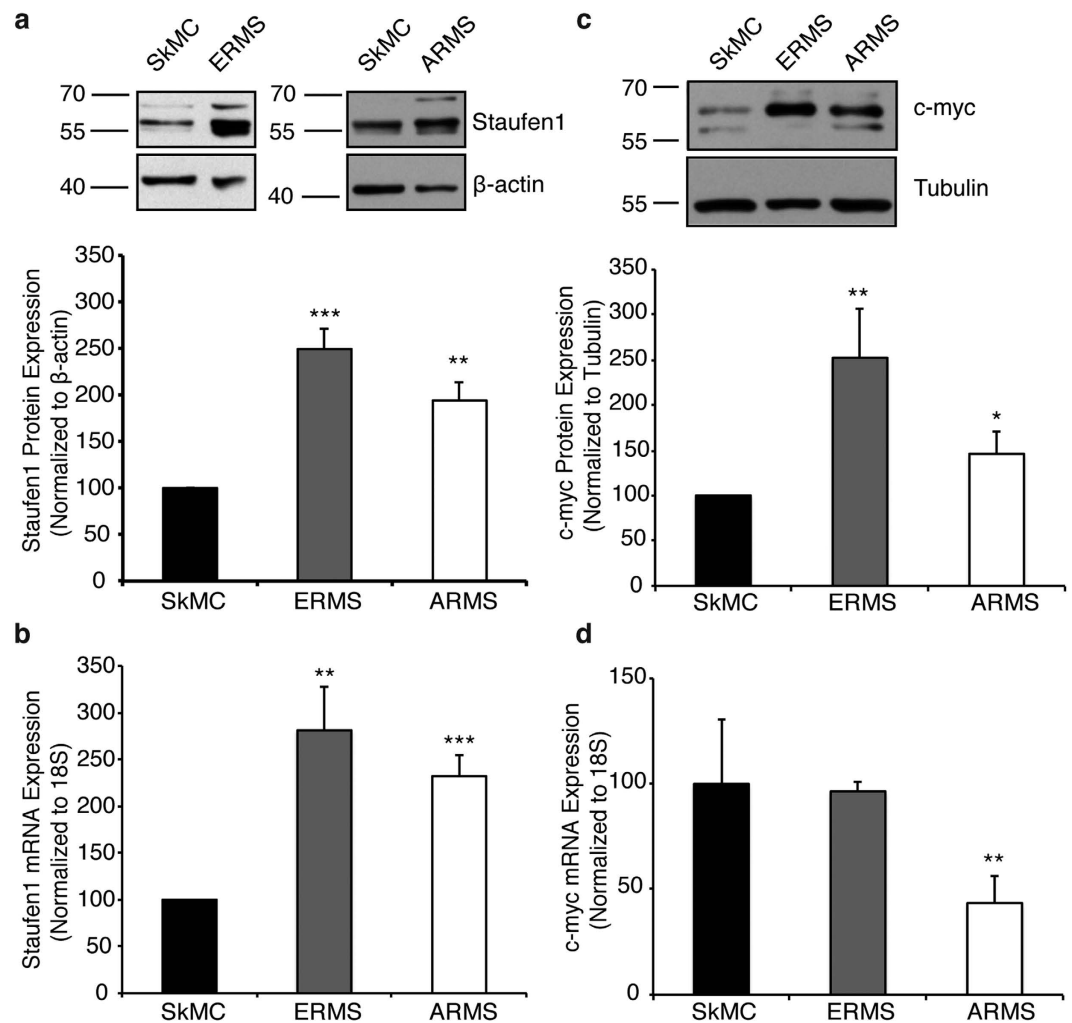 a
SkMC ERMS SkMC ARMS
70 70
55 55 Staufen1
40 40 β-actin
Staufen1 Protein Expression
(Normalized to β-actin)
350
300
250
200
150
100
50
0
***
**
SkMC ERMS ARMS
c
SkMC ERMS ARMS
70
55
c-myc
55
Tubulin
c-myc Protein Expression
(Normalized to Tubulin)
350
300
250
200
150
100
50
0
**
*
SkMC ERMS ARMS
b
Staufen1 mRNA Expression
(Normalized to 18S)
350
300
250
200
150
100
50
0
**
***
SkMC ERMS ARMS
d
c-myc mRNA Expression
(Normalized to 18S)
150
100
50
0
**
SkMC ERMS ARMS